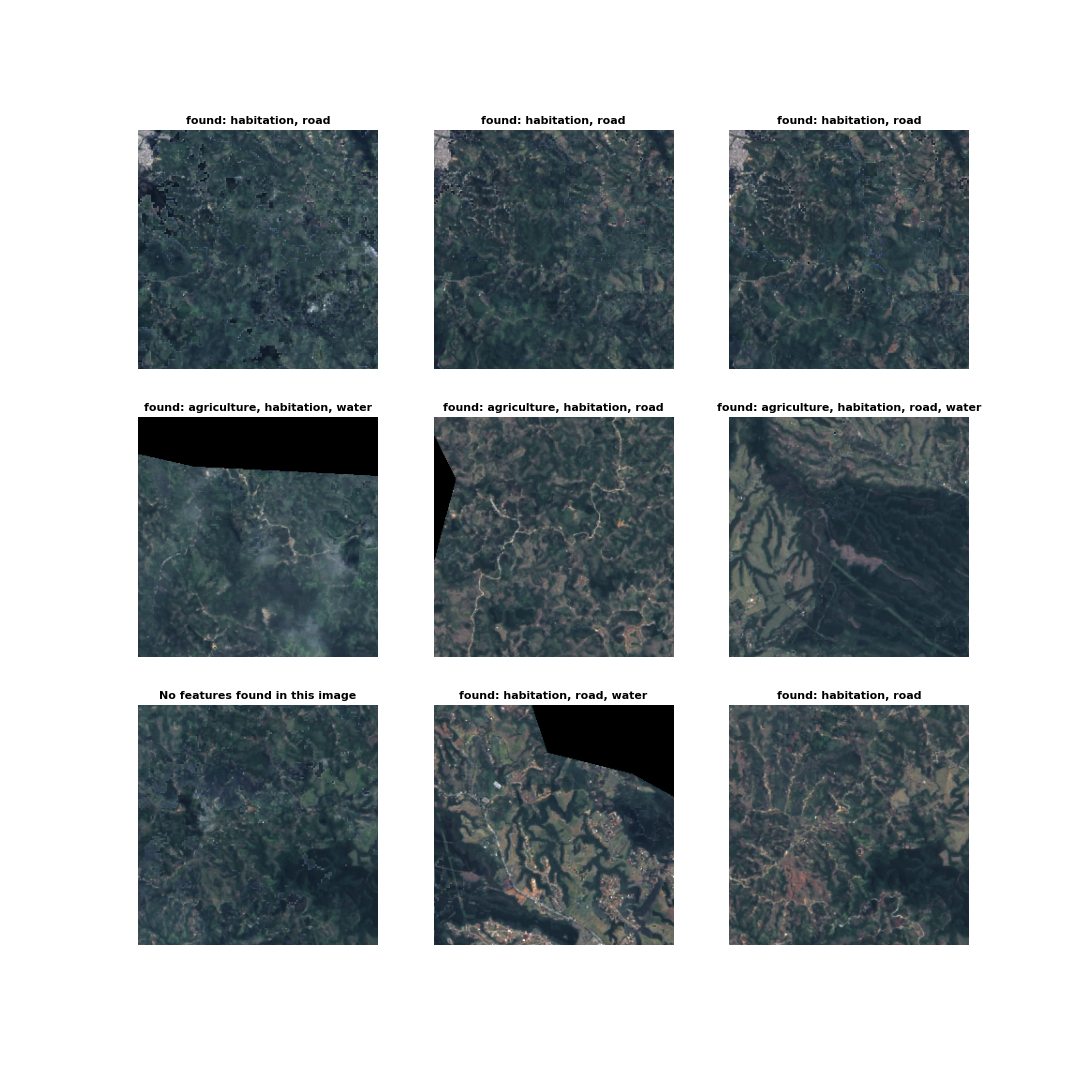 found: habitation, road
found: habitation, road
found: habitation, road
found: agriculture, habitation, water
found: agriculture, habitation, road
found: agriculture, habitation, road, water
No features found in this image
found: habitation, road, water
found: habitation, road